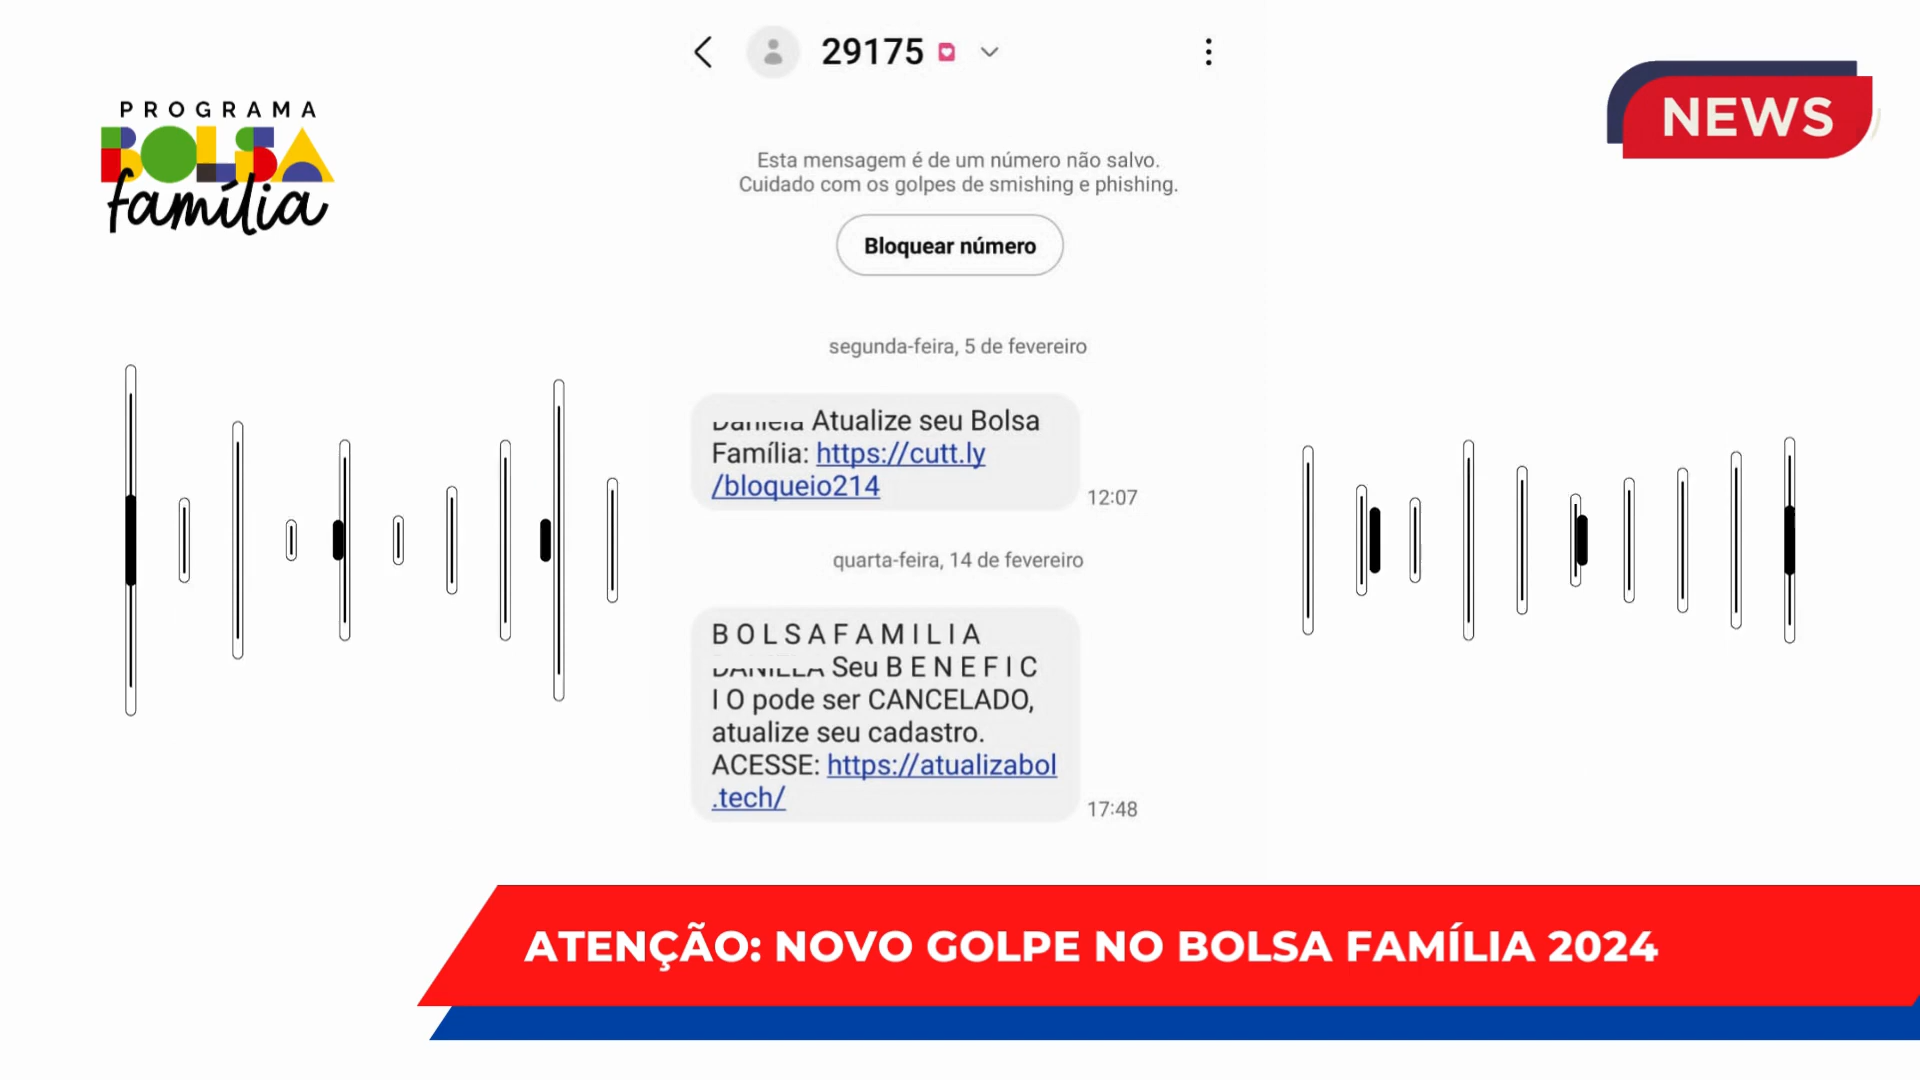 PROGRAMA
BOLSA
família
29175
NEWS
Esta mensagem é de um número não salvo.
Cuidado com os golpes de smishing e phishing.
Bloquear número
segunda-feira, 5 de fevereiro
Daniela Atualize seu Bolsa
Família: https://cutt.ly
/bloqueio214
12:07
quarta-feira, 14 de fevereiro
B O L S A F A M I L I A
DANIELA Seu B E N E F I C
I O pode ser CANCELADO,
atualize seu cadastro.
ACESSE: https://atualizabol
.tech/
17:48
ATENÇÃO: NOVO GOLPE NO BOLSA FAMÍLIA 2024